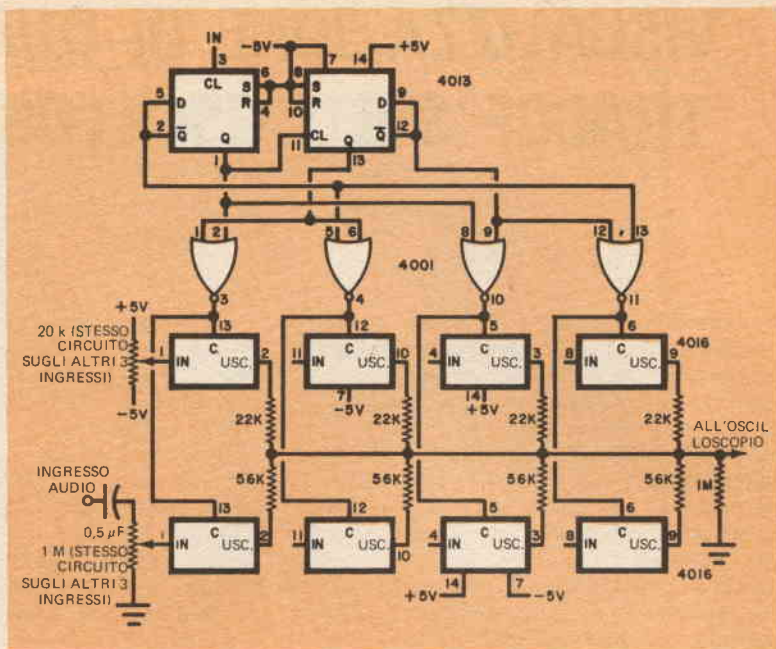 IN
-5V
+5V
4013
3
7
14
CL
6
8
9
5
D
S
S
D
2
Q
R
4
10
R
Q
12
Q
CL
Q
1
11
13
1
2
5
6
8
9
12
13
4001
3
4
10
11
+5V
13
12
5
6
4016
20 k (STESSO
CIRCUITO
SUGLI ALTRI 3
INGRESSI)
-5V
1
IN
C
USC.
2
11
IN
C
USC.
10
4
IN
C
USC.
3
8
IN
C
USC.
9
7
-5V
14
+5V
22K
22K
22K
22K
ALL'OSCIL
LOSCOPIO
56K
56K
56K
56K
1M
INGRESSO
AUDIO
0,5 µF
1 M (STESSO
CIRCUITO
SUGLI ALTRI 3
INGRESSI)
13
12
5
6
1
IN
C
USC.
2
11
IN
C
USC.
10
4
IN
C
USC.
3
8
IN
C
USC.
9
4016
14
+5V
7
-5V